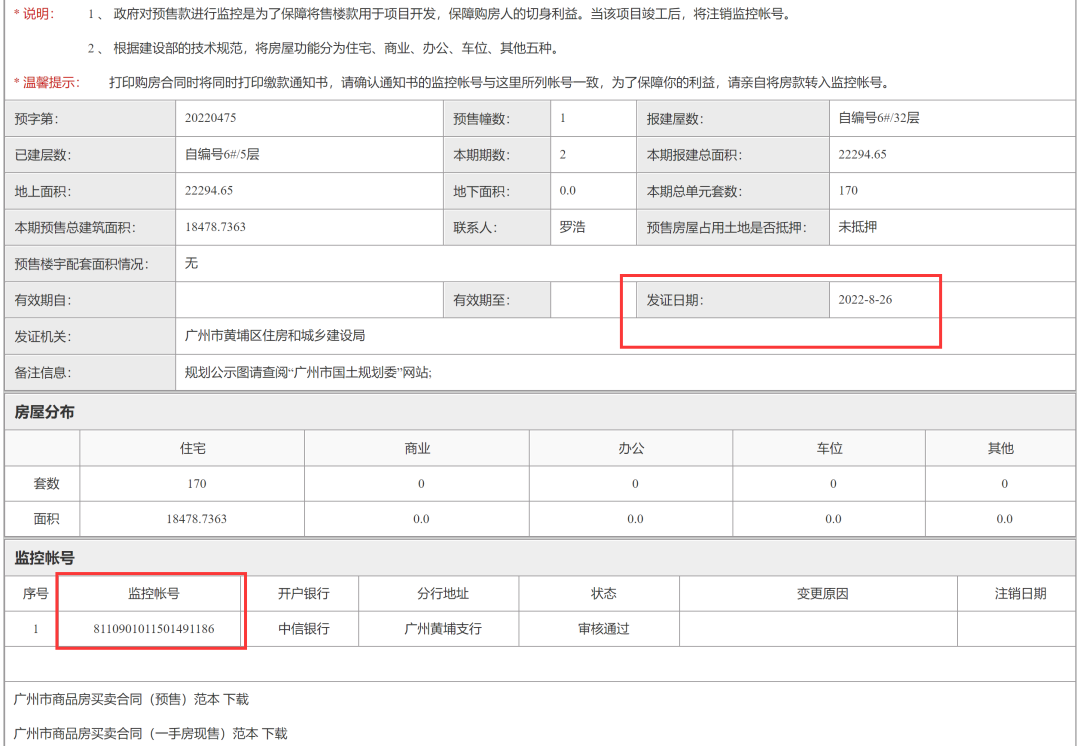 *说明： 1 、 政府对预售款进行监控是为了保障将售楼款用于项目开发，保障购房人的切身利益。当该项目竣工后，将注销监控帐号。
2 、 根据建设部的技术规范，将房屋功能分为住宅、商业、办公、车位、其他五种。
*温馨提示： 打印购房合同时将同时打印缴款通知书，请确认通知书的监控帐号与这里所列帐号一致，为了保障你的利益，请亲自将房款转入监控帐号。
预字第： 20220475 预售幢数： 1 报建屋数： 自编号6#/32层
已建层数： 自编号6#/5层 本期期数： 2 本期报建总面积： 22294.65
地上面积： 22294.65 地下面积： 0.0 本期总单元套数： 170
本期预售总建筑面积： 18478.7363 联系人： 罗浩 预售房屋占用土地是否抵押： 未抵押
预售楼宇配套面积情况： 无
有效期自： 有效期至： 发证日期： 2022-8-26
发证机关： 广州市黄埔区住房和城乡建设局
备注信息： 规划公示图请查阅“广州市国土规划委”网站;
房屋分布
住宅 商业 办公 车位 其他
套数 170 0 0 0 0
面积 18478.7363 0.0 0.0 0.0 0.0
监控帐号
序号 监控帐号 开户银行 分行地址 状态 变更原因 注销日期
1 8110901011501491186 中信银行 广州黄埔支行 审核通过
广州市商品房买卖合同（预售）范本 下载
广州市商品房买卖合同（一手房现售）范本 下载